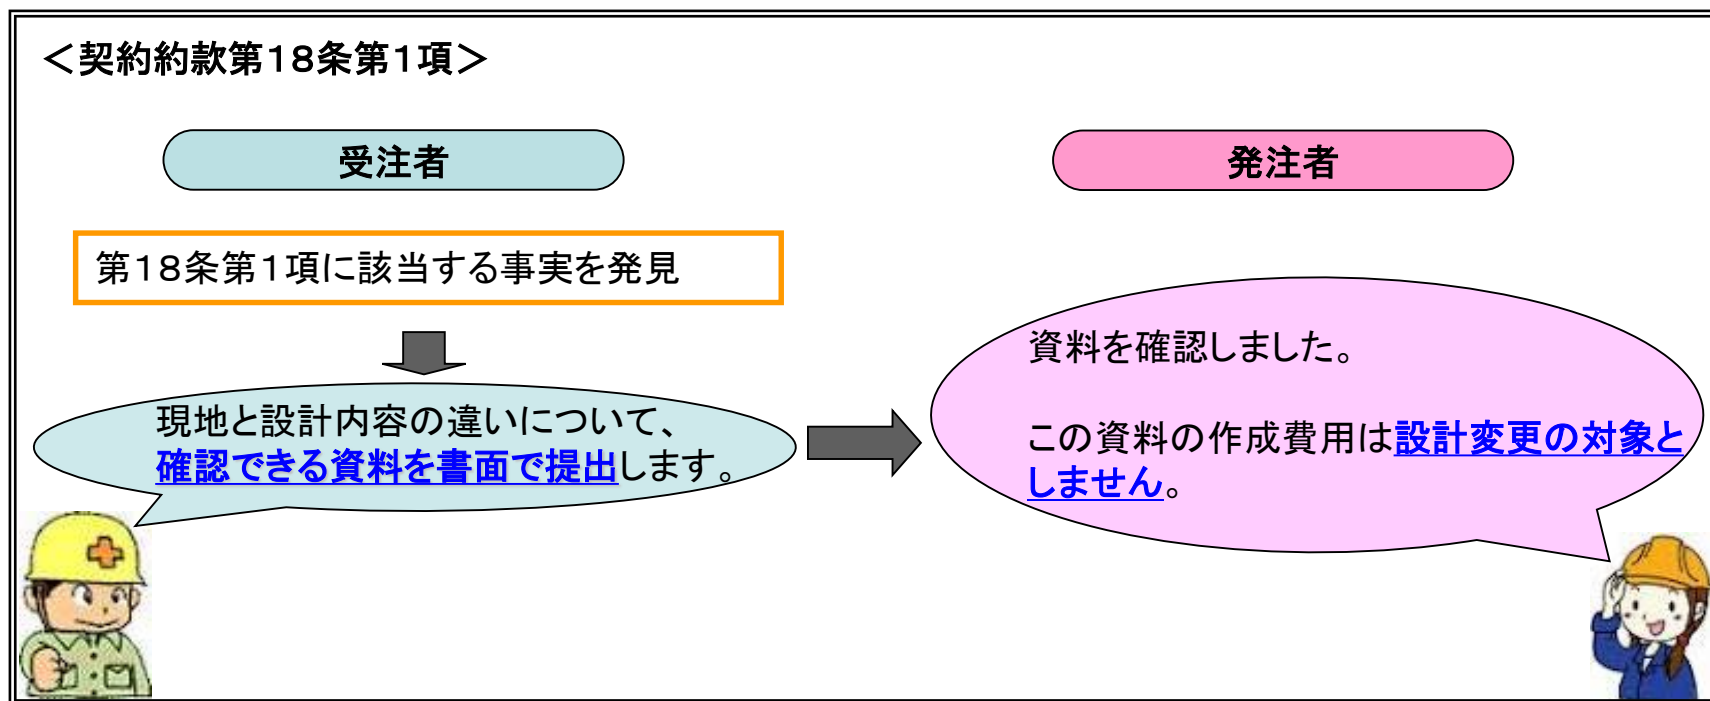 ＜契約約款第１８条第１項＞
受注者
発注者
第１８条第１項に該当する事実を発見
現地と設計内容の違いについて、
確認できる資料を書面で提出します。
資料を確認しました。
この資料の作成費用は設計変更の対象と
しません。